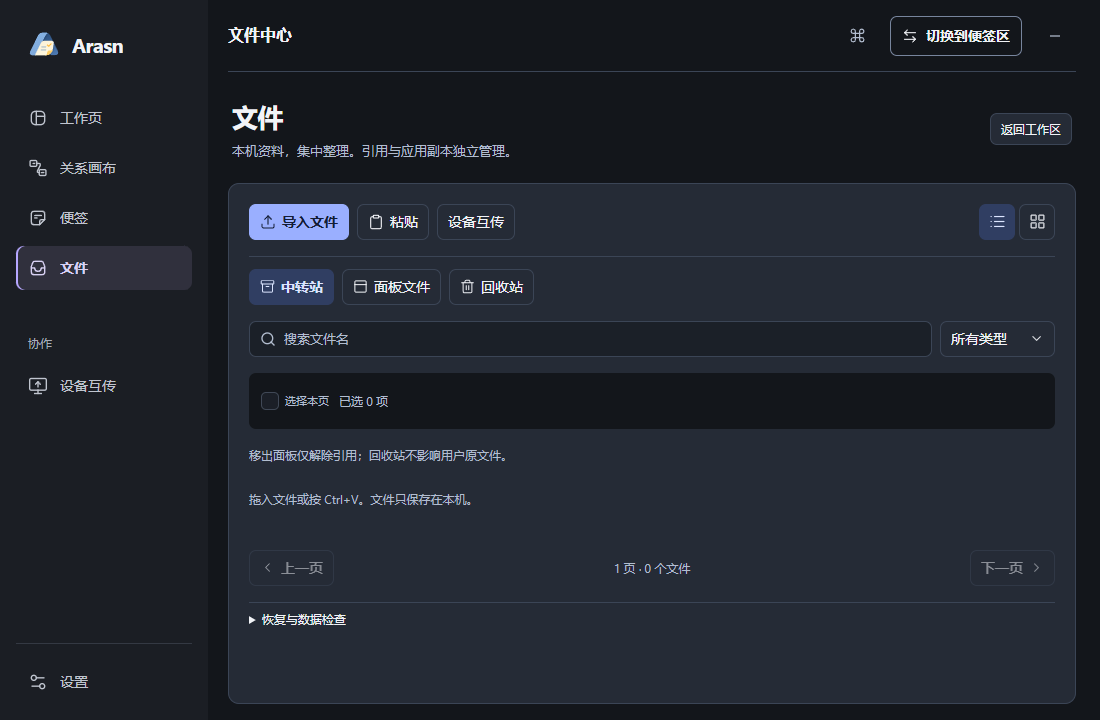 Arasn
工作页
关系画布
便签
文件
协作
设备互传
设置
文件中心
切换到便签区
文件
本机资料，集中整理。引用与应用副本独立管理。
返回工作区
导入文件
粘贴
设备互传
中转站
面板文件
回收站
搜索文件名
所有类型
选择本页 已选 0 项
移出面板仅解除引用；回收站不影响用户原文件。
拖入文件或按 Ctrl+V。文件只保存在本机。
上一页
1 页 · 0 个文件
下一页
恢复与数据检查